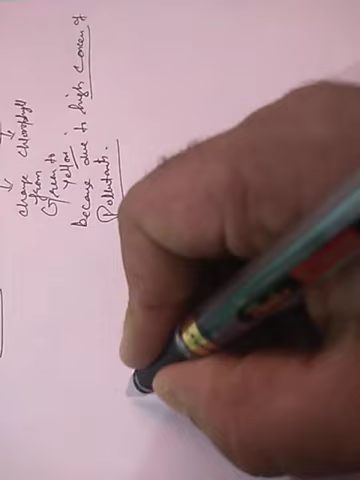 change chlorophyll
from
Green to
yellow.
because due to high concn of
Pollutants.